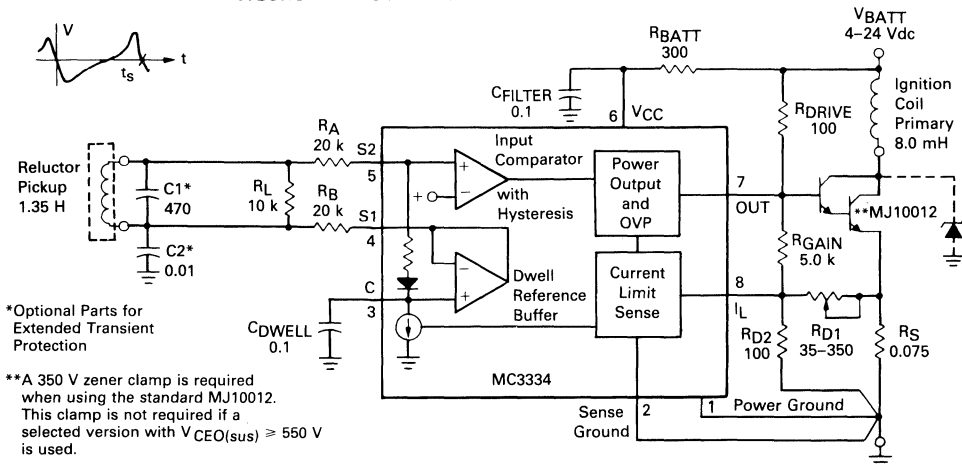 V
t
ts
VBATT
4–24 Vdc
RBATT
300
CFILTER
0.1
6
VCC
RDRIVE
100
Ignition
Coil
Primary
8.0 mH
Reluctor
Pickup
1.35 H
C1*
470
C2*
0.01
RL
10 k
RA
20 k
RB
20 k
S2
5
S1
4
C
3
CDWELL
0.1
+
–
Input
Comparator
with
Hysteresis
+
–
+
Dwell
Reference
Buffer
Power
Output
and
OVP
Current
Limit
Sense
MC3334
7
OUT
**MJ10012
RGAIN
5.0 k
8
IL
RD2
100
RD1
35–350
RS
0.075
Sense
Ground
2
1
Power Ground
*Optional Parts for
Extended Transient
Protection
**A 350 V zener clamp is required
when using the standard MJ10012.
This clamp is not required if a
selected version with VCEO(sus) ⩾ 550 V
is used.